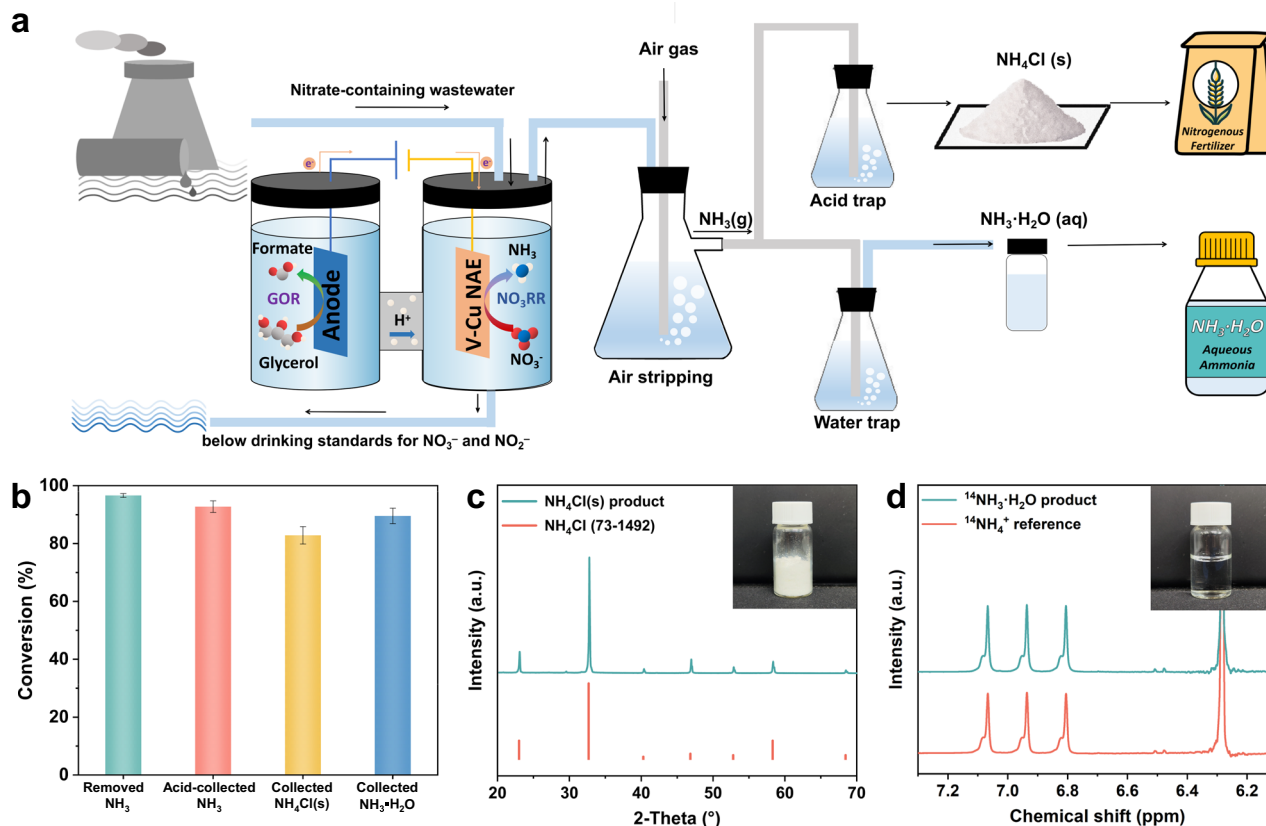 a
Air gas
Nitrate-containing wastewater
e⁻
e⁻
Formate
GOR
Glycerol
Anode
H⁺
V-Cu NAE
NH₃
NO₃RR
NO₃⁻
below drinking standards for NO₃⁻ and NO₂⁻
Air stripping
NH₃(g)
Acid trap
NH₄Cl (s)
Nitrogenous
Fertilizer
Water trap
NH₃·H₂O (aq)
NH₃·H₂O
Aqueous
Ammonia
b
Conversion (%)
100
80
60
40
20
0
Removed
NH₃
Acid-collected
NH₃
Collected
NH₄Cl(s)
Collected
NH₃·H₂O
c
NH₄Cl(s) product
NH₄Cl (73-1492)
Intensity (a.u.)
20 30 40 50 60 70
2-Theta (°)
d
¹⁴NH₃·H₂O product
¹⁴NH₄⁺ reference
Intensity (a.u.)
7.2 7.0 6.8 6.6 6.4 6.2
Chemical shift (ppm)